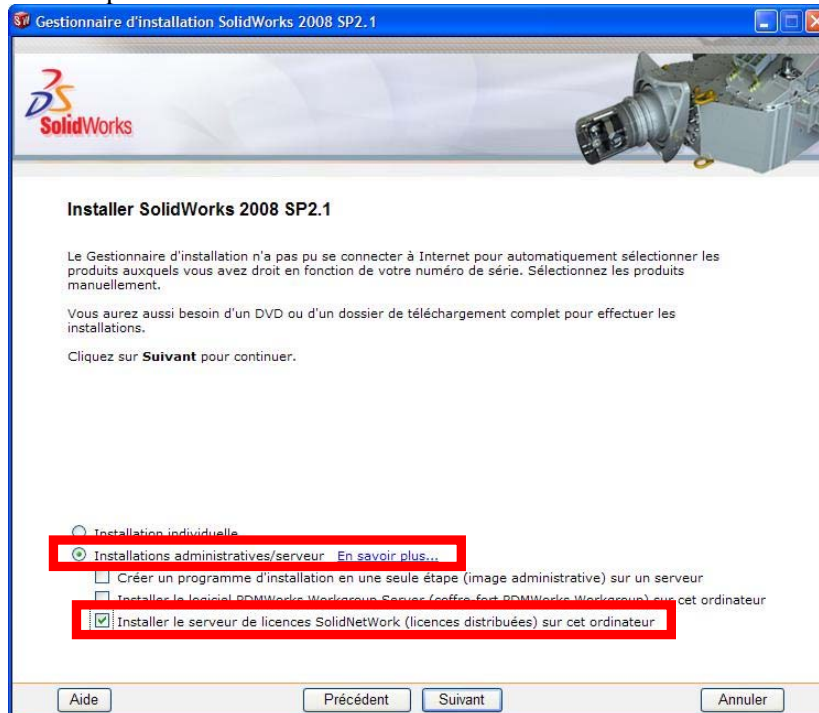 Gestionnaire d'installation SolidWorks 2008 SP2.1
SolidWorks
Installer SolidWorks 2008 SP2.1
Le Gestionnaire d'installation n'a pas pu se connecter à Internet pour automatiquement sélectionner les
produits auxquels vous avez droit en fonction de votre numéro de série. Sélectionnez les produits
manuellement.
Vous aurez aussi besoin d'un DVD ou d'un dossier de téléchargement complet pour effectuer les
installations.
Cliquez sur Suivant pour continuer.
Installation individuelle
Installations administratives/serveur En savoir plus...
Créer un programme d'installation en une seule étape (image administrative) sur un serveur
Installer le logiciel PDMWorks Workgroup Server (coffre-fort PDMWorks Workgroup) sur cet ordinateur
Installer le serveur de licences SolidNetWork (licences distribuées) sur cet ordinateur
Aide Précédent Suivant Annuler